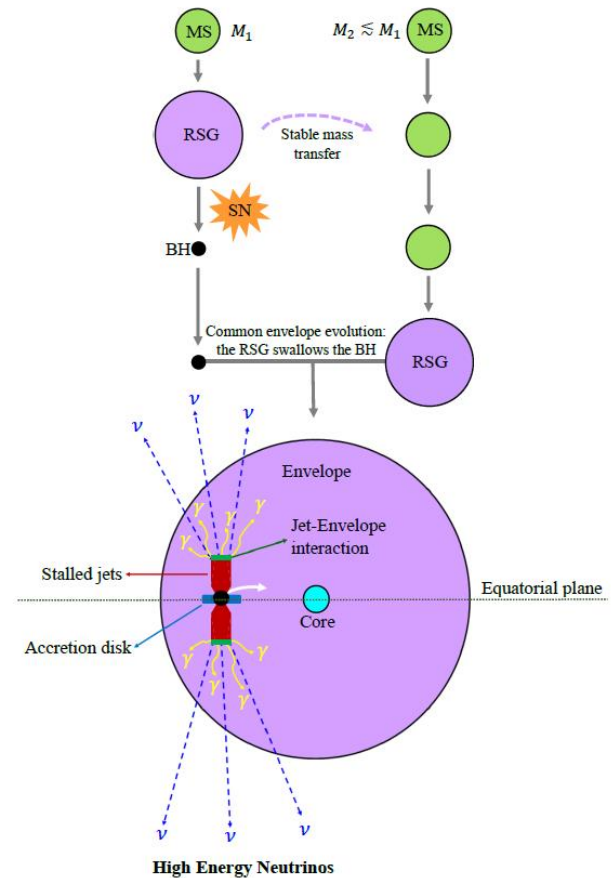 MS
M₁
M₂ ≲ M₁
MS
RSG
Stable mass
transfer
SN
BH
Common envelope evolution:
the RSG swallows the BH
RSG
ν
ν
ν
Envelope
γ
γ
γ
γ
Jet-Envelope
interaction
Stalled jets
Equatorial plane
Core
Accretion disk
γ
γ
γ
γ
ν
ν
ν
High Energy Neutrinos